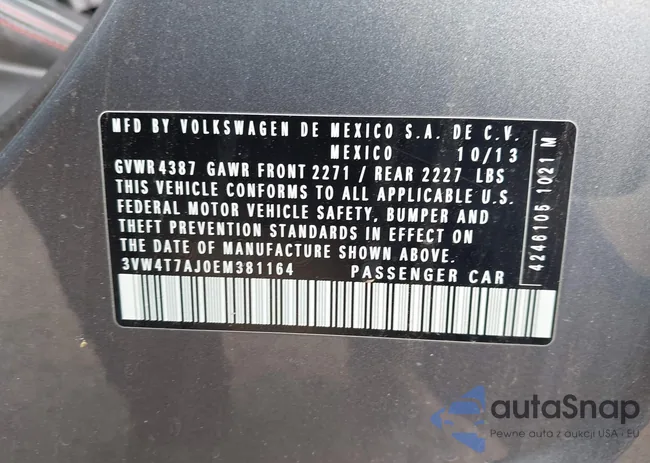 MFD BY VOLKSWAGEN DE MEXICO S.A. DE C.V.
MEXICO 10/13
GVWR 4387 GAWR FRONT 2271 / REAR 2227 LBS
THIS VEHICLE CONFORMS TO ALL APPLICABLE U.S.
FEDERAL MOTOR VEHICLE SAFETY, BUMPER AND
THEFT PREVENTION STANDARDS IN EFFECT ON
THE DATE OF MANUFACTURE SHOWN ABOVE.
3VW4T7AJ0EM381164 PASSENGER CAR
4246106 1021 M
autoSnap
Pewne auta z aukcji USA i EU